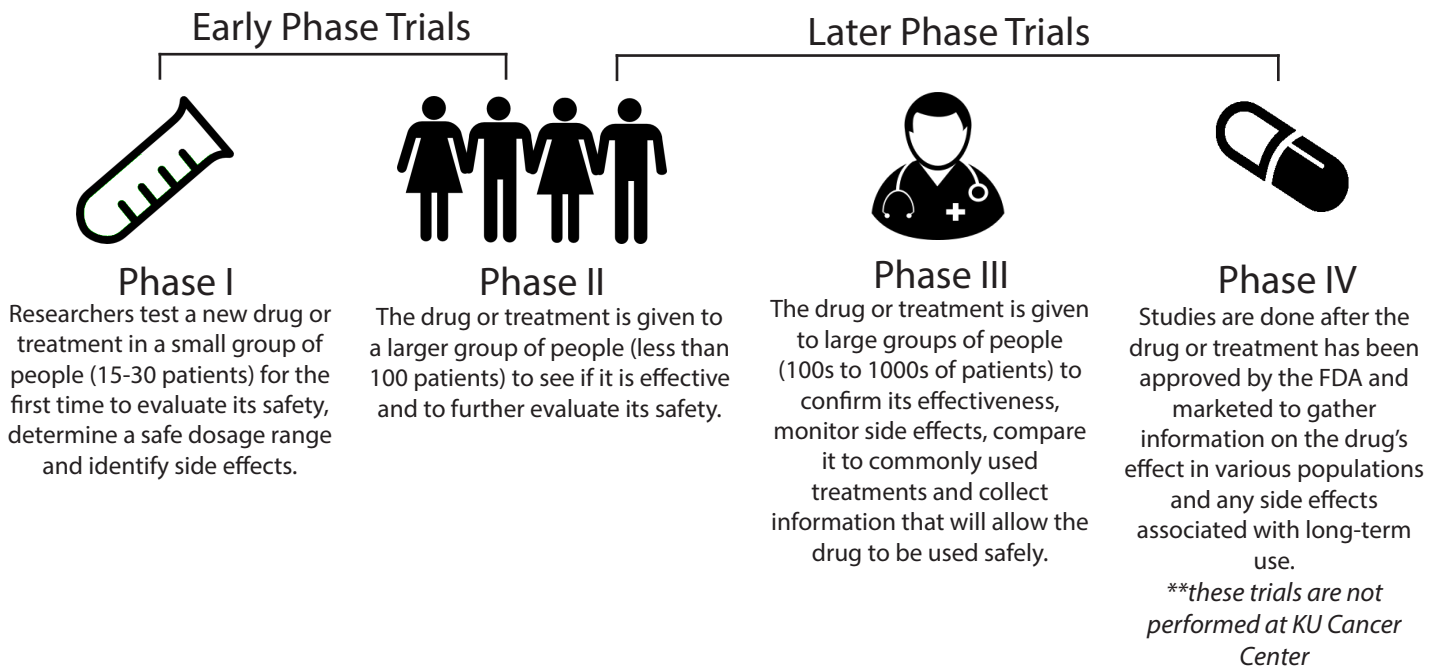 Early Phase Trials
Later Phase Trials
Phase I
Researchers test a new drug or
treatment in a small group of
people (15-30 patients) for the
first time to evaluate its safety,
determine a safe dosage range
and identify side effects.
Phase II
The drug or treatment is given to
a larger group of people (less than
100 patients) to see if it is effective
and to further evaluate its safety.
Phase III
The drug or treatment is given
to large groups of people
(100s to 1000s of patients) to
confirm its effectiveness,
monitor side effects, compare
it to commonly used
treatments and collect
information that will allow the
drug to be used safely.
Phase IV
Studies are done after the
drug or treatment has been
approved by the FDA and
marketed to gather
information on the drug's
effect in various populations
and any side effects
associated with long-term
use.
**these trials are not
performed at KU Cancer
Center